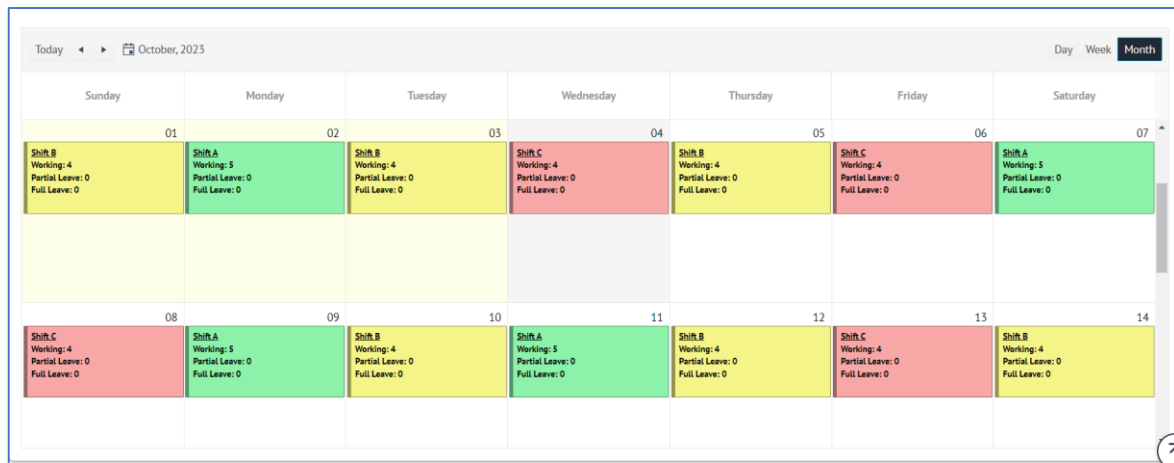 Today October, 2023 Day Week Month
Sunday Monday Tuesday Wednesday Thursday Friday Saturday
01 02 03 04 05 06 07
Shift B Shift A Shift B Shift C Shift B Shift C Shift A
Working: 4 Working: 5 Working: 4 Working: 4 Working: 4 Working: 4 Working: 5
Partial Leave: 0 Partial Leave: 0 Partial Leave: 0 Partial Leave: 0 Partial Leave: 0 Partial Leave: 0 Partial Leave: 0
Full Leave: 0 Full Leave: 0 Full Leave: 0 Full Leave: 0 Full Leave: 0 Full Leave: 0 Full Leave: 0
08 09 10 11 12 13 14
Shift C Shift A Shift B Shift A Shift B Shift C Shift B
Working: 4 Working: 5 Working: 4 Working: 5 Working: 4 Working: 4 Working: 4
Partial Leave: 0 Partial Leave: 0 Partial Leave: 0 Partial Leave: 0 Partial Leave: 0 Partial Leave: 0 Partial Leave: 0
Full Leave: 0 Full Leave: 0 Full Leave: 0 Full Leave: 0 Full Leave: 0 Full Leave: 0 Full Leave: 0